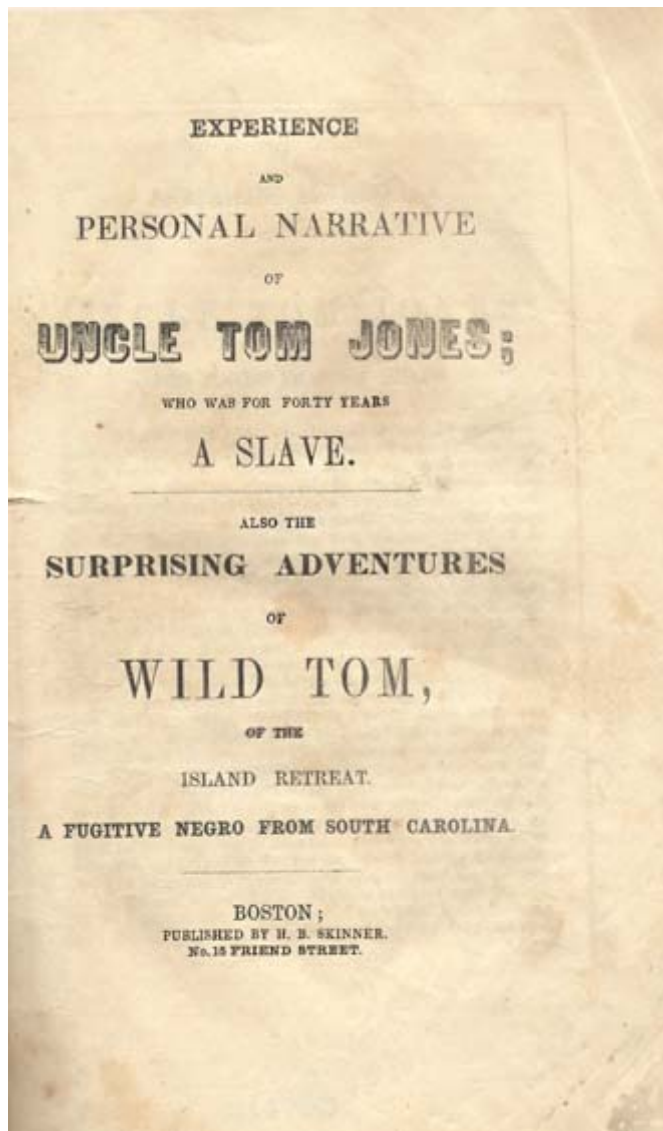 EXPERIENCE
AND
PERSONAL NARRATIVE
OF
UNCLE TOM JONES;
WHO WAS FOR FORTY YEARS
A SLAVE.
ALSO THE
SURPRISING ADVENTURES
OF
WILD TOM,
OF THE
ISLAND RETREAT.
A FUGITIVE NEGRO FROM SOUTH CAROLINA.
BOSTON;
PUBLISHED BY H. B. SKINNER.
No. 15 FRIEND STREET.